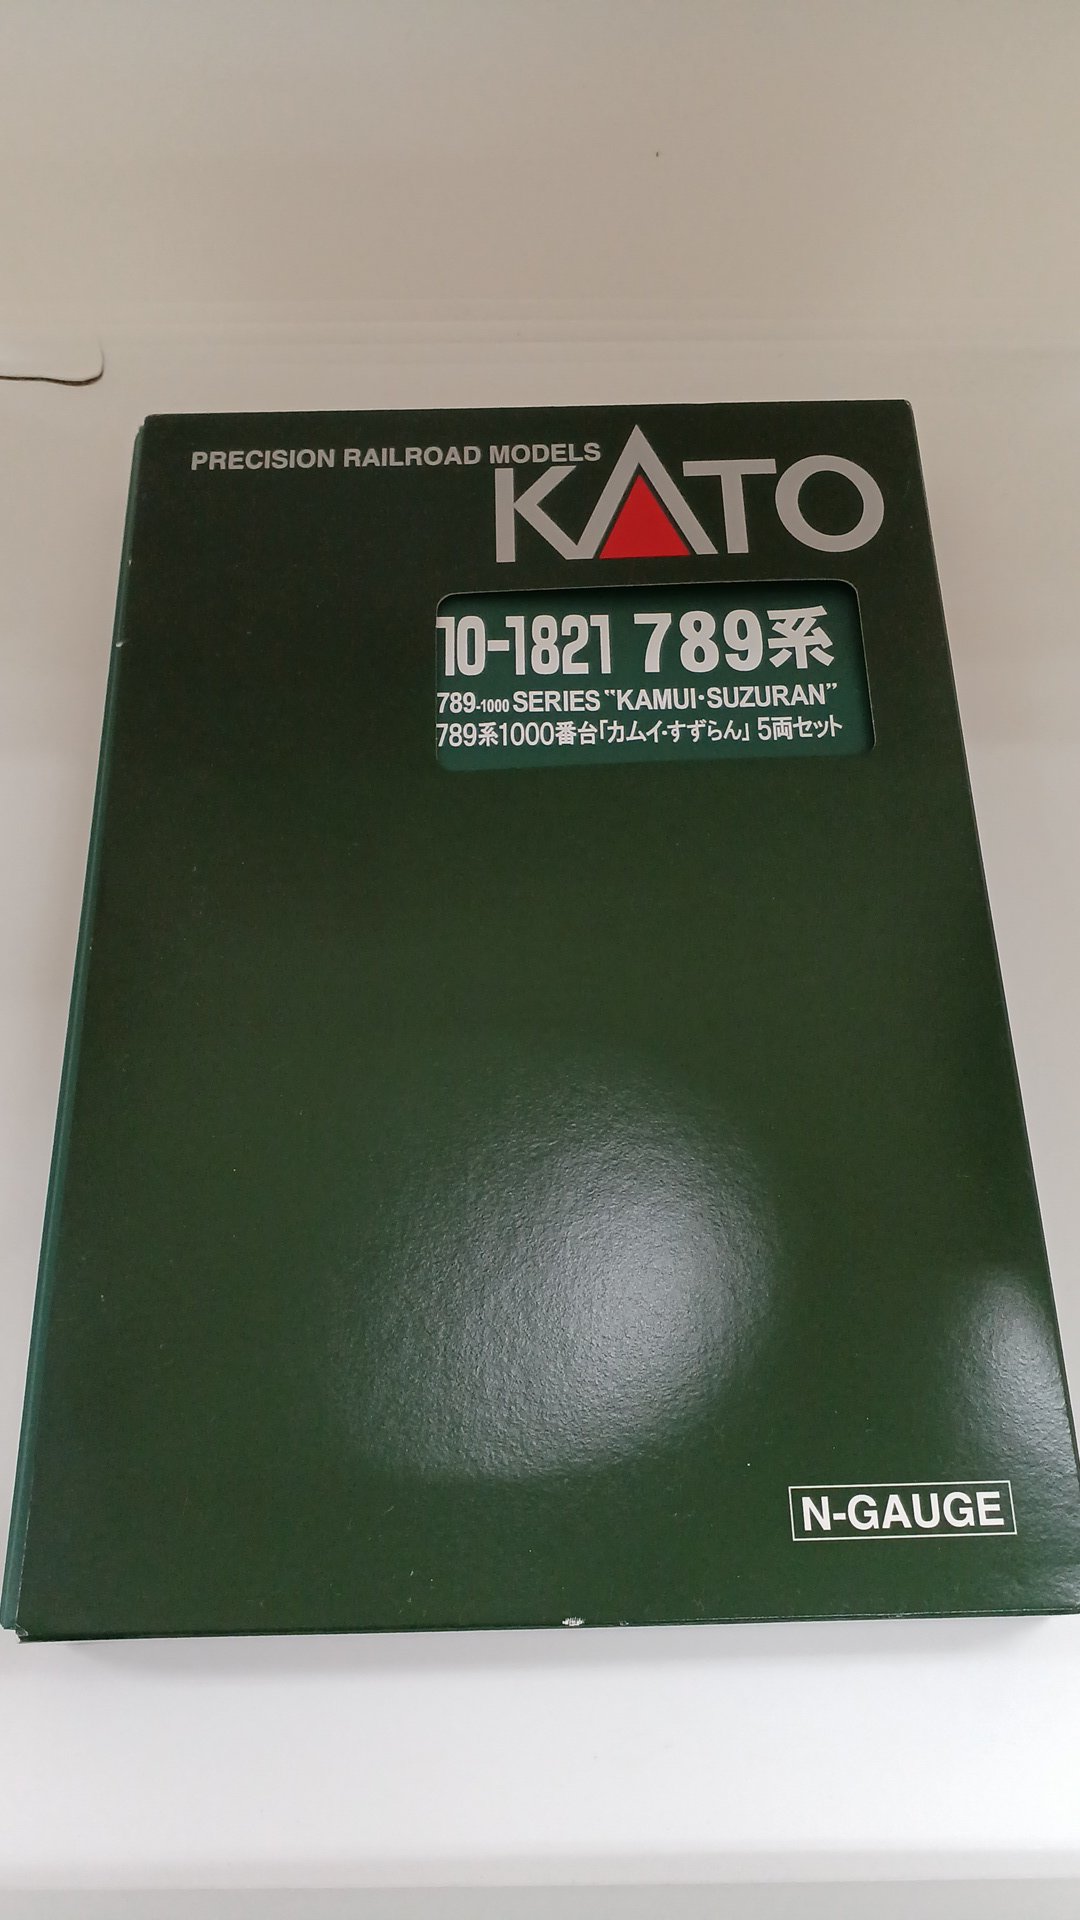 PRECISION RAILROAD MODELS
KATO
10-1821 789系
789-1000 SERIES "KAMUI・SUZURAN"
789系1000番台「カムイ・すずらん」 5両セット
N-GAUGE